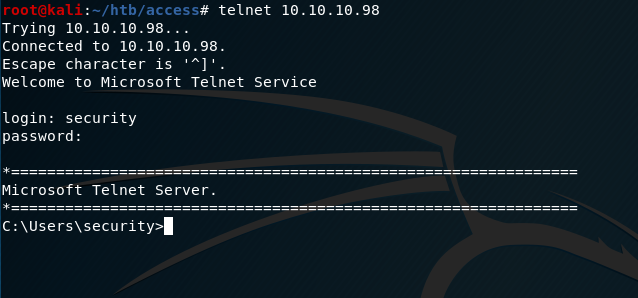 root@kali:~/htb/access# telnet 10.10.10.98
Trying 10.10.10.98...
Connected to 10.10.10.98.
Escape character is '^]'.
Welcome to Microsoft Telnet Service
login: security
password:
*===============================================================
Microsoft Telnet Server.
*===============================================================
C:\Users\security>